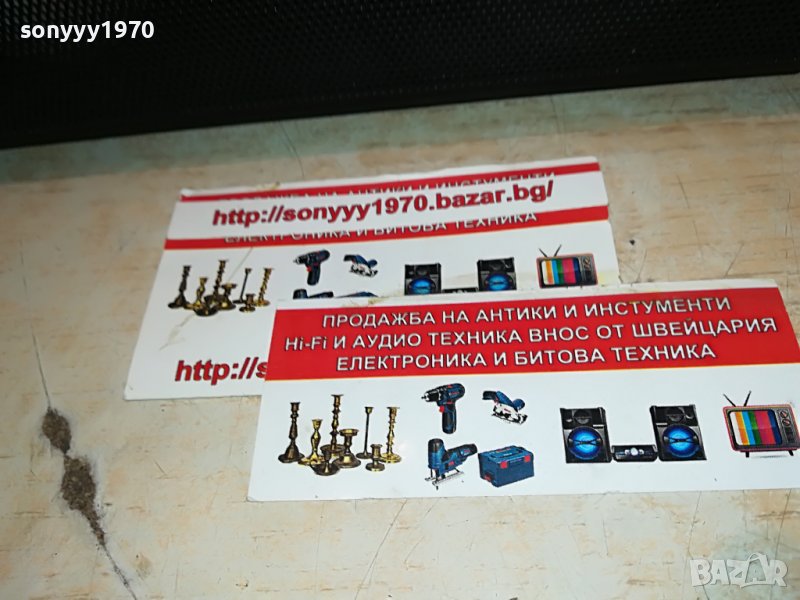 sonyyy1970
http://sonyyy1970.bazar.bg/
ЕЛЕКТРОНИКА И БИТОВА ТЕХНИКА
http://s
ПРОДАЖБА НА АНТИКИ И ИНСТУМЕНТИ
Hi-Fi И АУДИО ТЕХНИКА ВНОС ОТ ШВЕЙЦАРИЯ
ЕЛЕКТРОНИКА И БИТОВА ТЕХНИКА
BAZAR